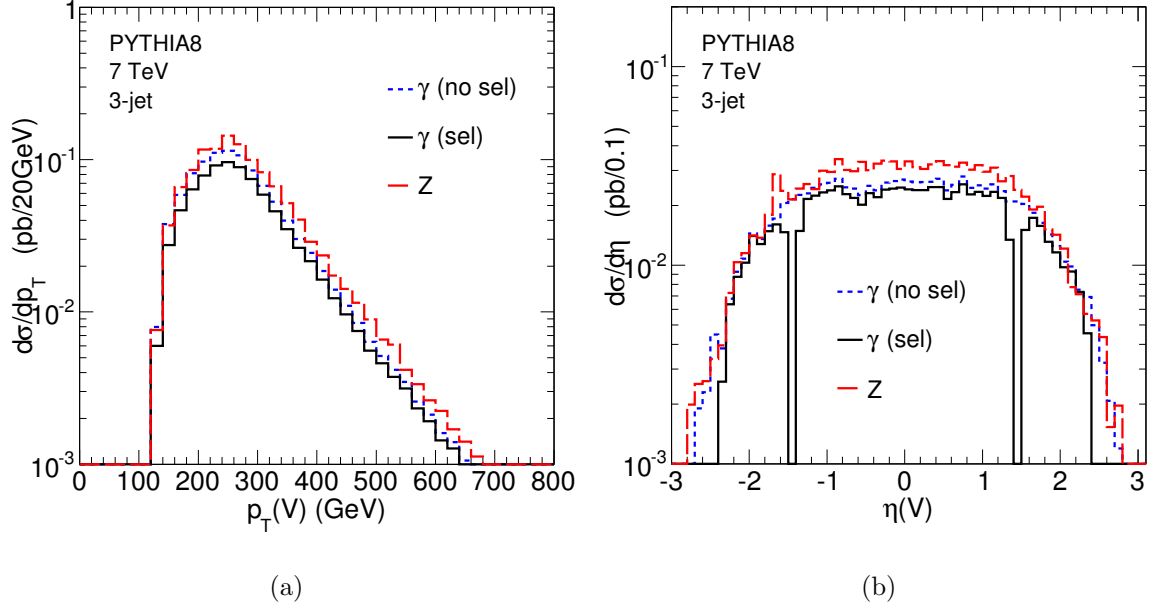 PYTHIA8
7 TeV
3-jet
γ (no sel)
γ (sel)
Z
dσ/dp_T (pb/20GeV)
1
10⁻¹
10⁻²
10⁻³
0 100 200 300 400 500 600 700 800
p_T(V) (GeV)
(a)
PYTHIA8
7 TeV
3-jet
γ (no sel)
γ (sel)
Z
dσ/dη (pb/0.1)
10⁻¹
10⁻²
10⁻³
-3 -2 -1 0 1 2 3
η(V)
(b)